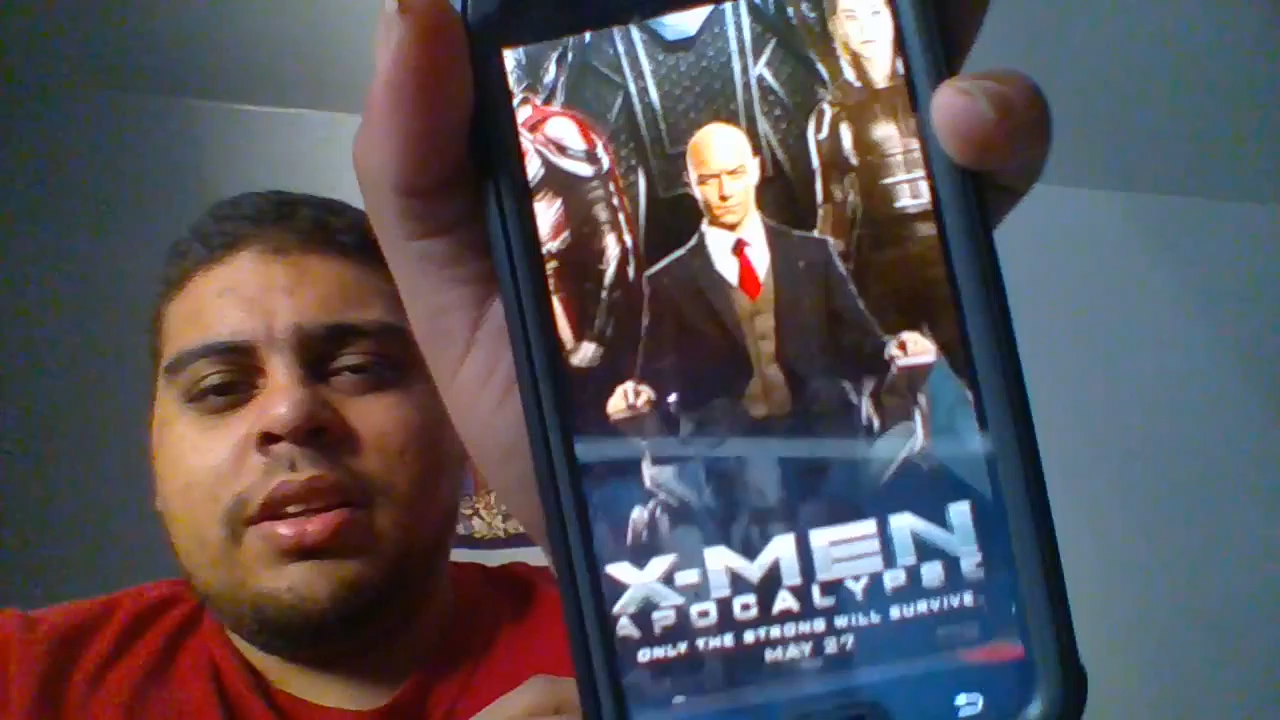 X-MEN
APOCALYPSE
ONLY THE STRONG WILL SURVIVE.
MAY 27